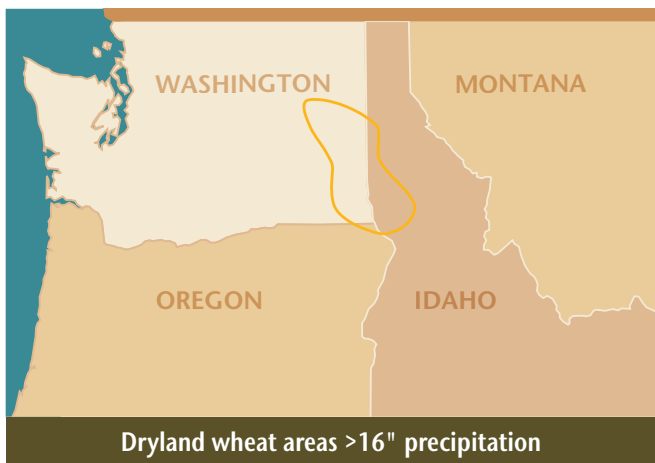 WASHINGTON
MONTANA
OREGON
IDAHO
Dryland wheat areas >16" precipitation